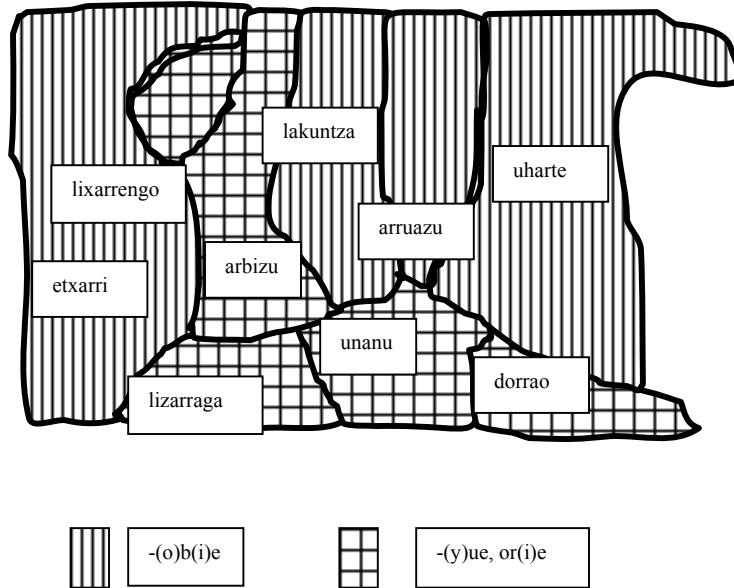 lakuntza
uharte
lixarrengo
arruazu
arbizu
etxarri
unanu
dorrao
lizarraga
-(o)b(i)e
-(y)ue, or(i)e